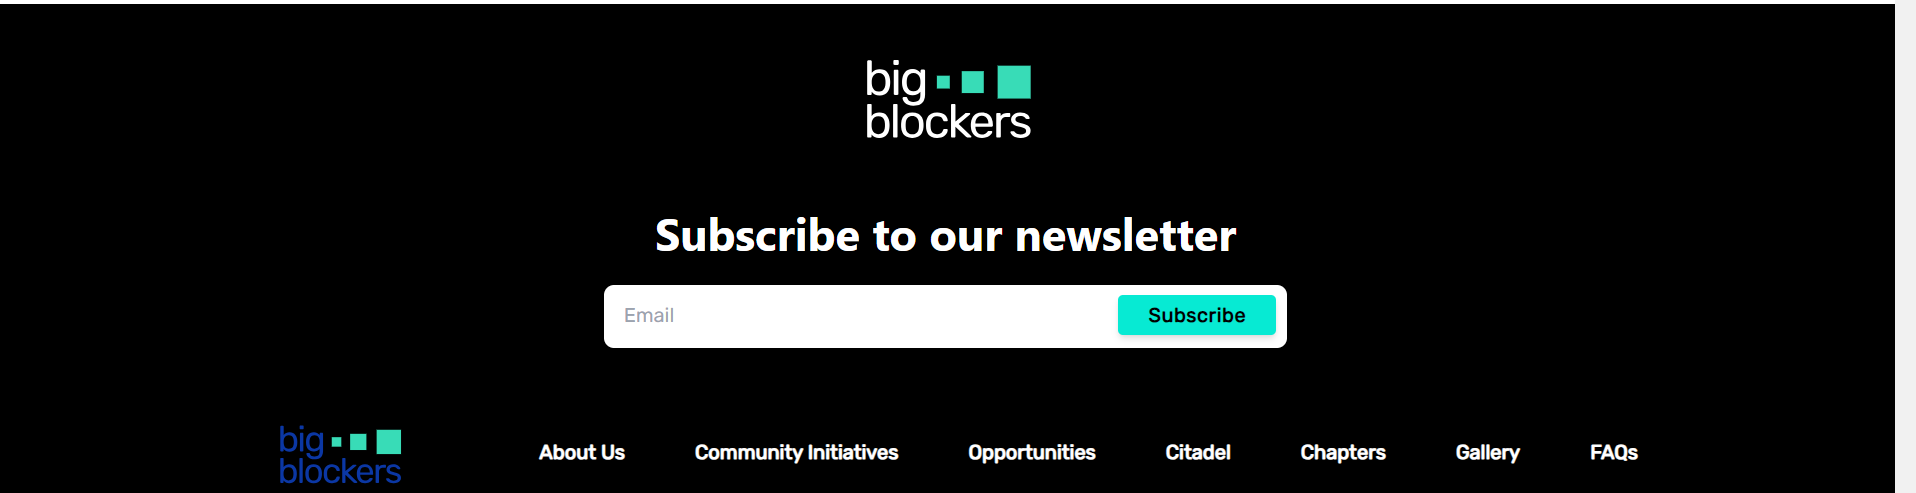 big
blockers
Subscribe to our newsletter
Email
Subscribe
big
blockers
About Us
Community Initiatives
Opportunities
Citadel
Chapters
Gallery
FAQs